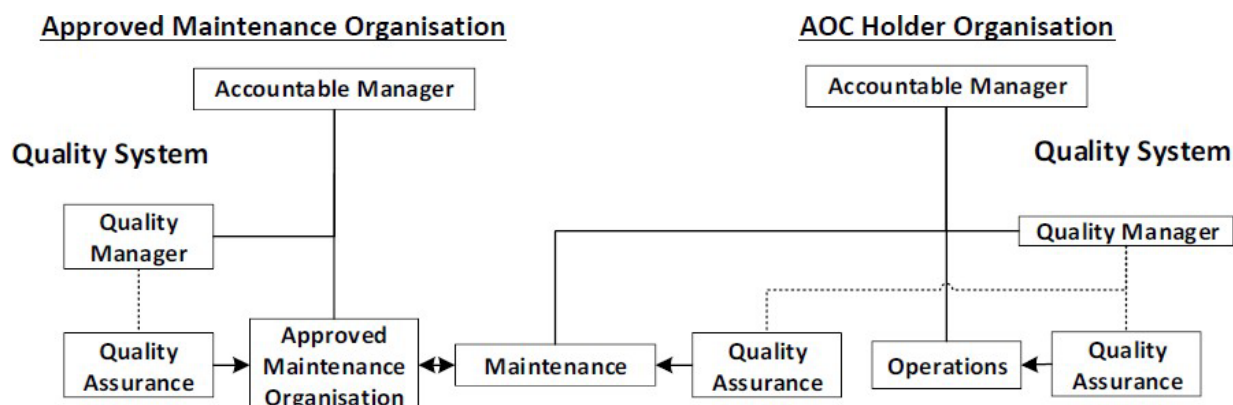 Approved Maintenance Organisation
AOC Holder Organisation
Accountable Manager
Accountable Manager
Quality System
Quality System
Quality
Manager
Quality Manager
Quality
Assurance
Approved
Maintenance
Organisation
Maintenance
Quality
Assurance
Operations
Quality
Assurance